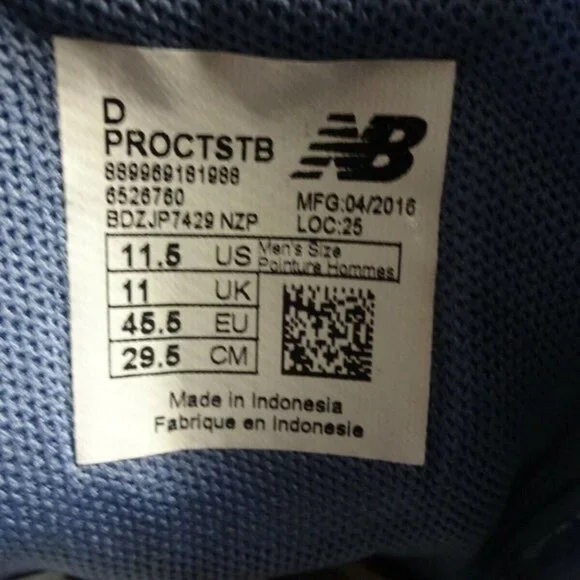 D
PROCTSTB
889969181988
6526760
BDZJP7429 NZP
NB
MFG:04/2016
LOC:25
11.5 US Men's Size
Pointure Hommes
11 UK
45.5 EU
29.5 CM
Made in Indonesia
Fabrique en Indonesie